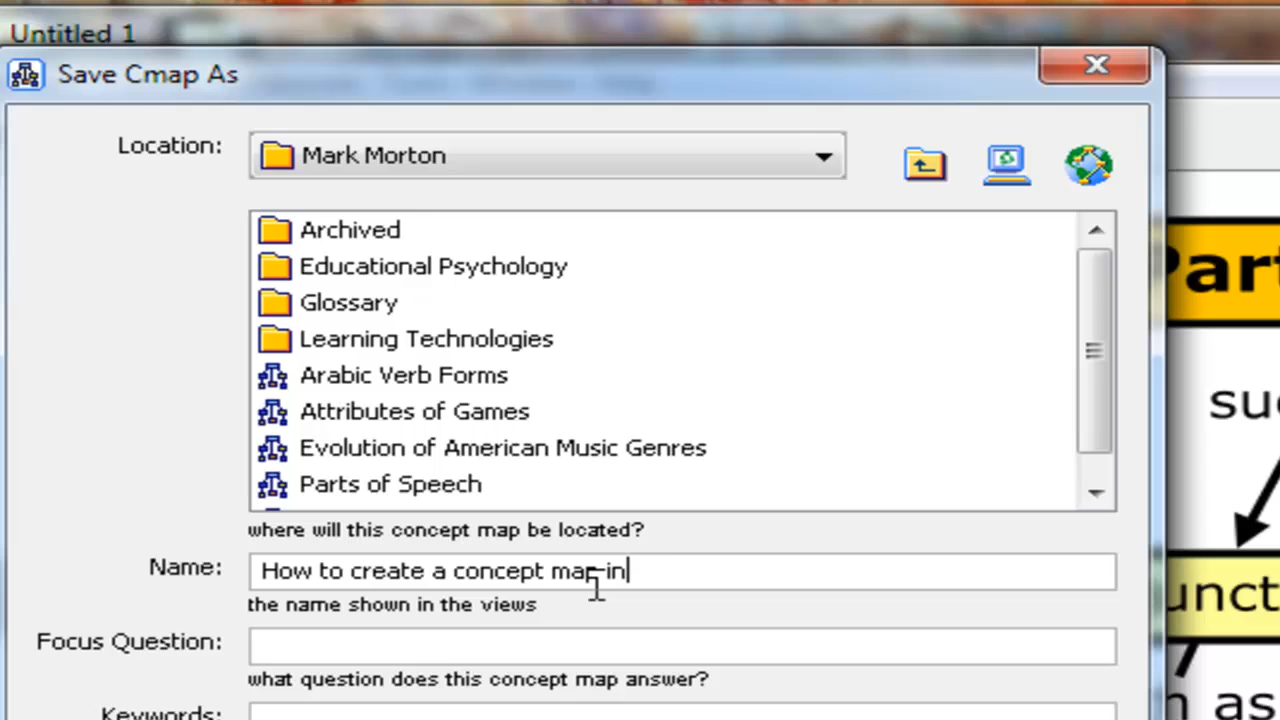 Untitled 1
Save Cmap As
Location:
Mark Morton
Archived
Educational Psychology
Glossary
Learning Technologies
Arabic Verb Forms
Attributes of Games
Evolution of American Music Genres
Parts of Speech
where will this concept map be located?
Name:
How to create a concept map in
the name shown in the views
Focus Question:
what question does this concept map answer?
Keywords:
Part
suc
unct
as